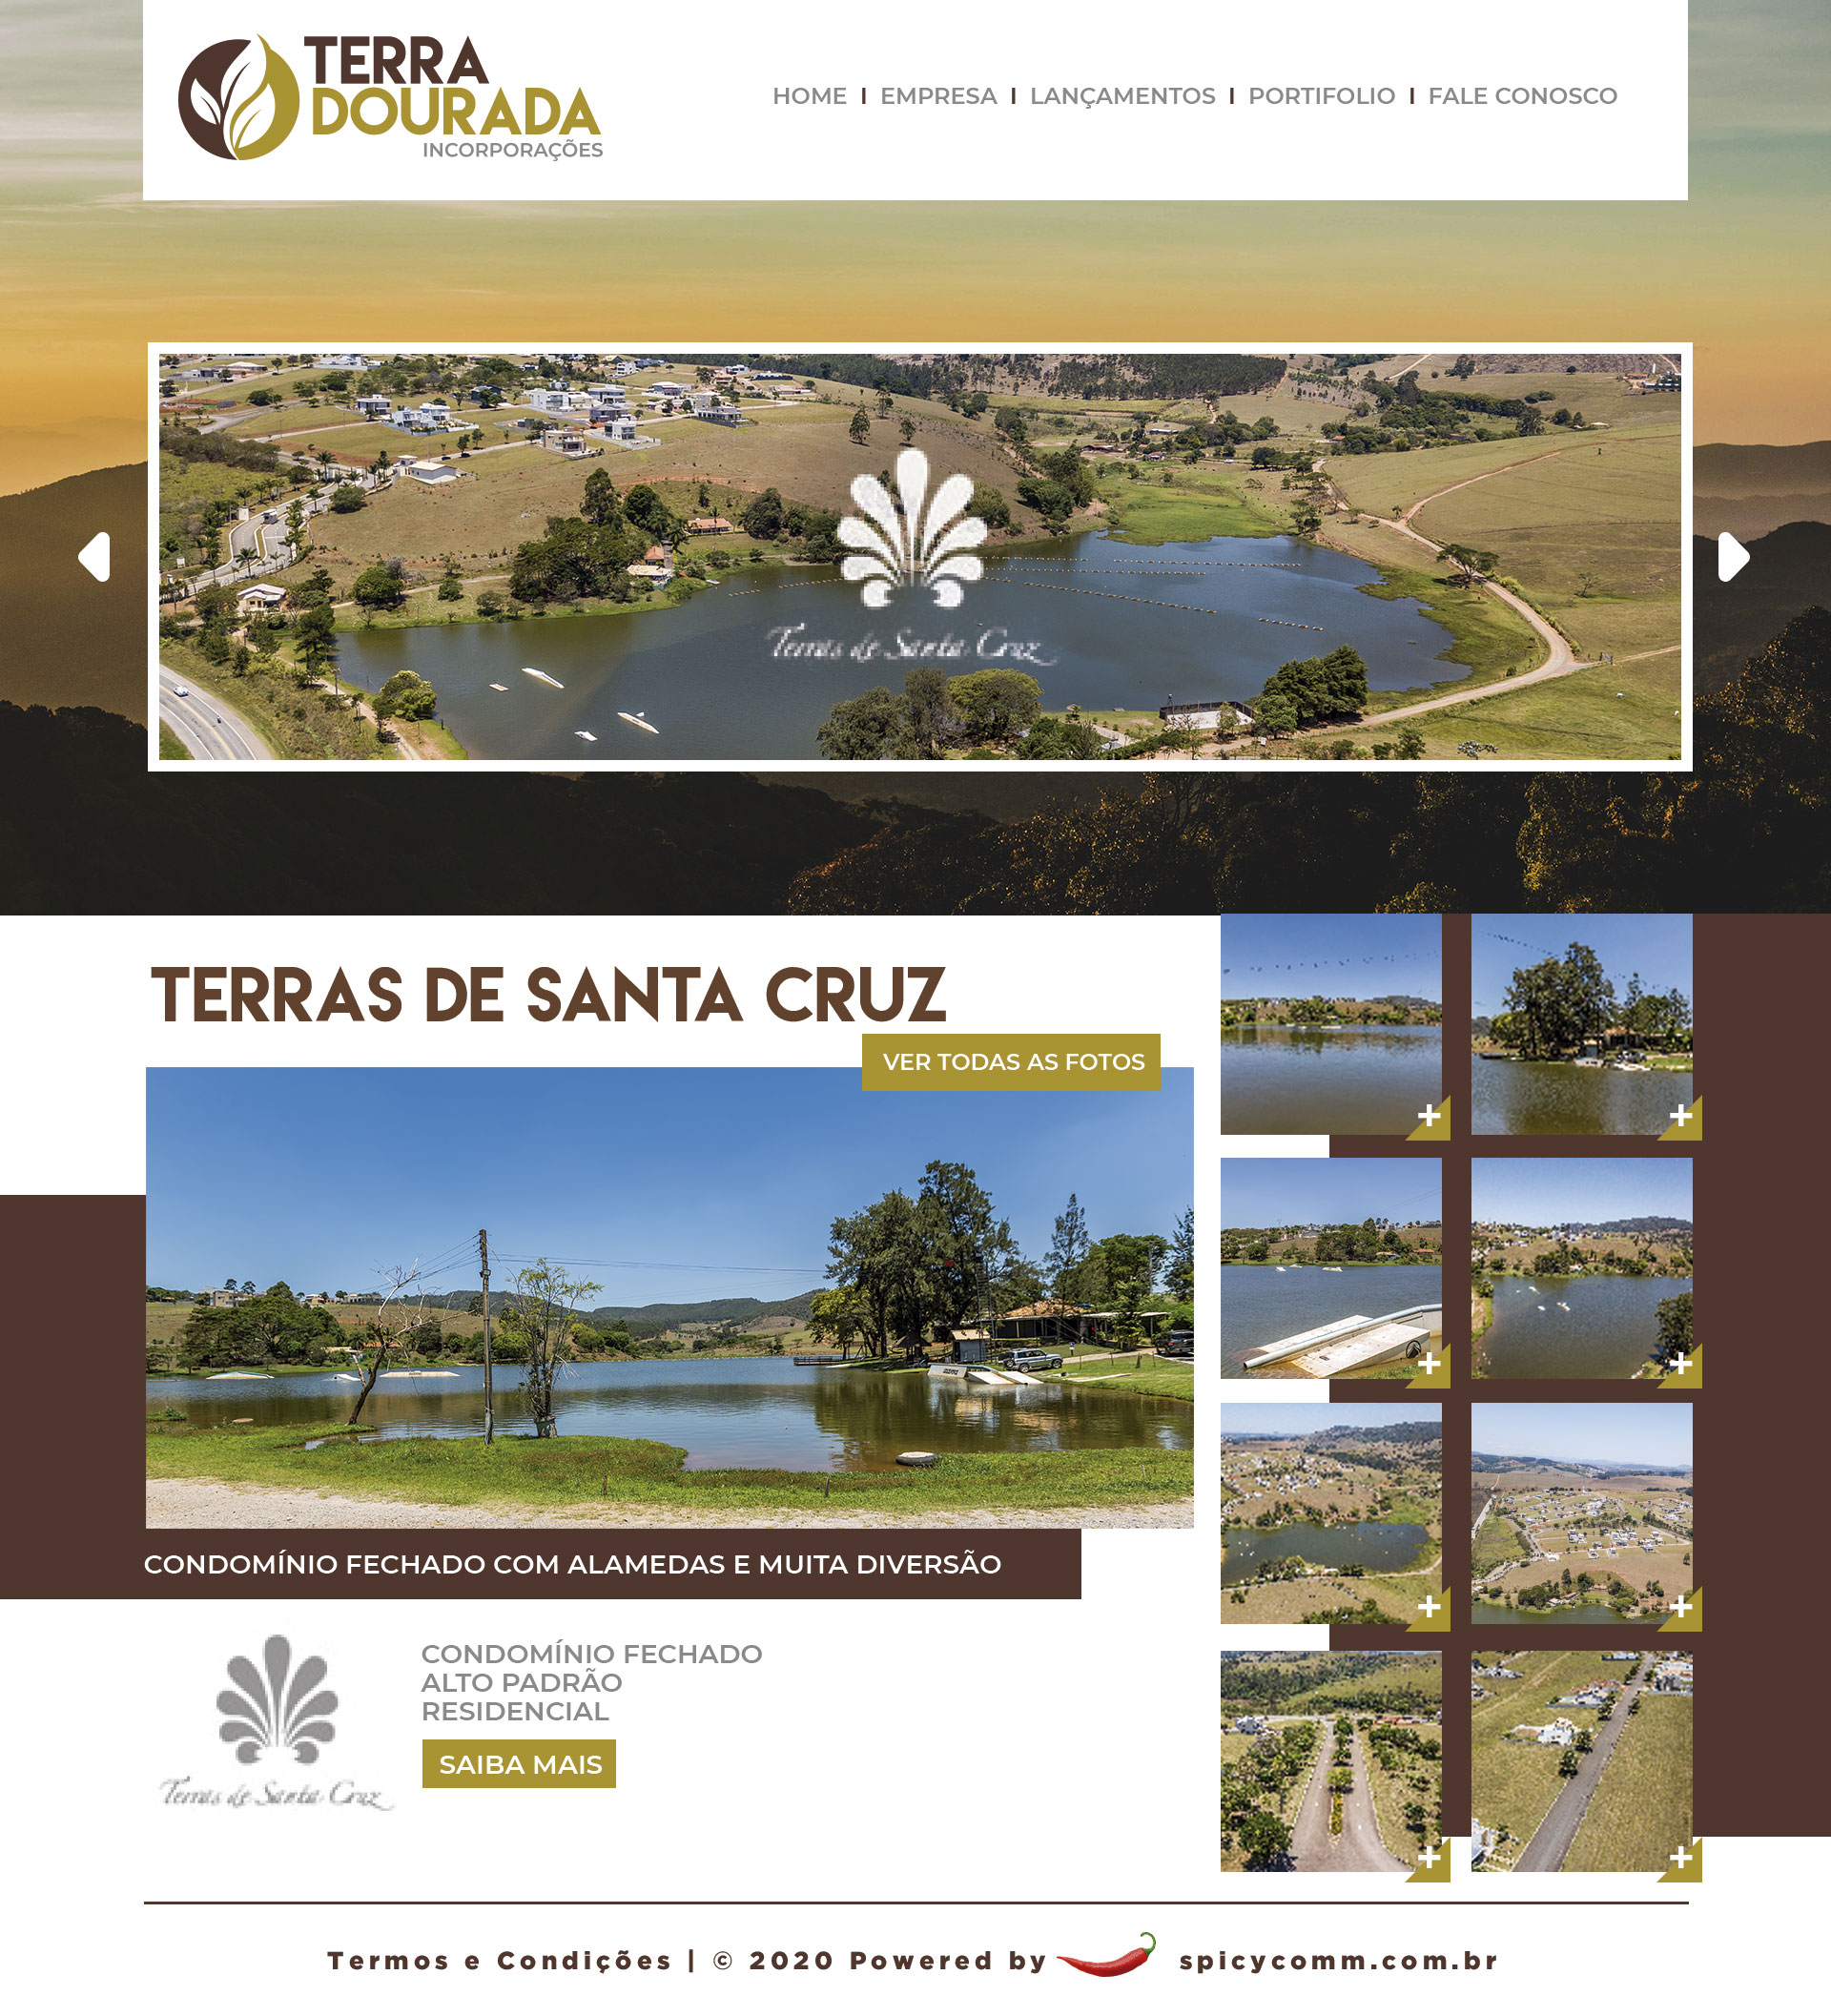 TERRA
DOURADA
INCORPORAÇÕES
HOME | EMPRESA | LANÇAMENTOS | PORTIFOLIO | FALE CONOSCO
Terras de Santa Cruz
TERRAS DE SANTA CRUZ
VER TODAS AS FOTOS
CONDOMÍNIO FECHADO COM ALAMEDAS E MUITA DIVERSÃO
CONDOMÍNIO FECHADO
ALTO PADRÃO
RESIDENCIAL
SAIBA MAIS
Terras de Santa Cruz
Termos e Condições | © 2020 Powered by spicycomm.com.br